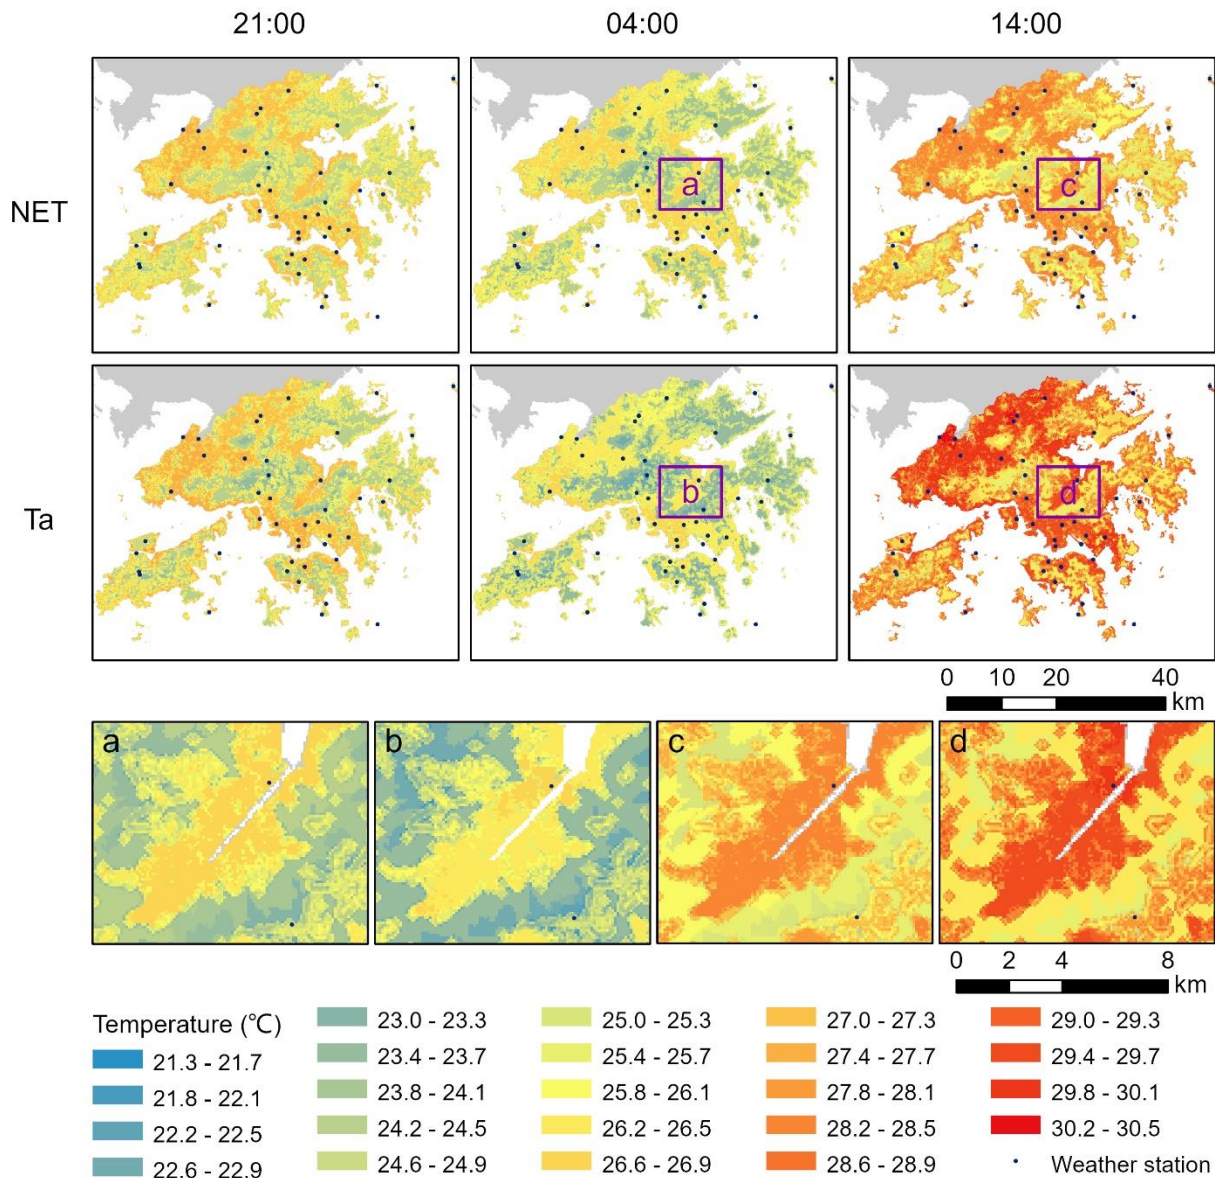 21:00 04:00 14:00
NET
a
c
Ta
b
d
0 10 20 40
km
a b c d
0 2 4 8
km
Temperature (℃)
21.3 - 21.7
21.8 - 22.1
22.2 - 22.5
22.6 - 22.9
23.0 - 23.3
23.4 - 23.7
23.8 - 24.1
24.2 - 24.5
24.6 - 24.9
25.0 - 25.3
25.4 - 25.7
25.8 - 26.1
26.2 - 26.5
26.6 - 26.9
27.0 - 27.3
27.4 - 27.7
27.8 - 28.1
28.2 - 28.5
28.6 - 28.9
29.0 - 29.3
29.4 - 29.7
29.8 - 30.1
30.2 - 30.5
Weather station